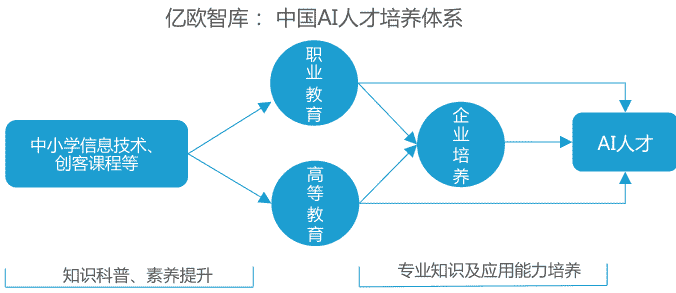 亿欧智库： 中国AI人才培养体系
职业教育
中小学信息技术、
创客课程等
企业培养
AI人才
高等教育
知识科普、素养提升
专业知识及应用能力培养